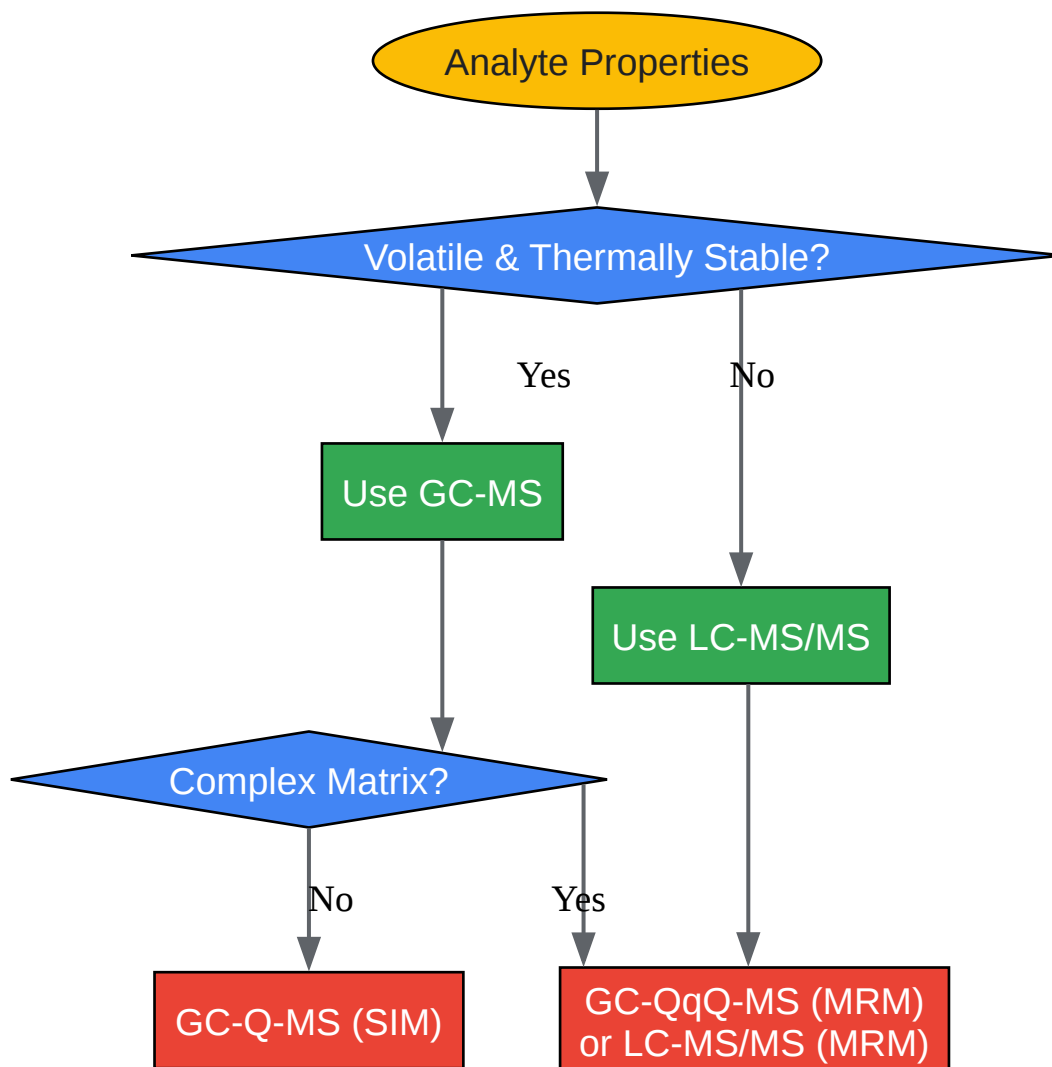 Analyte Properties
Volatile & Thermally Stable?
Yes
No
Use GC-MS
Use LC-MS/MS
Complex Matrix?
No
Yes
GC-Q-MS (SIM)
GC-QqQ-MS (MRM)
or LC-MS/MS (MRM)